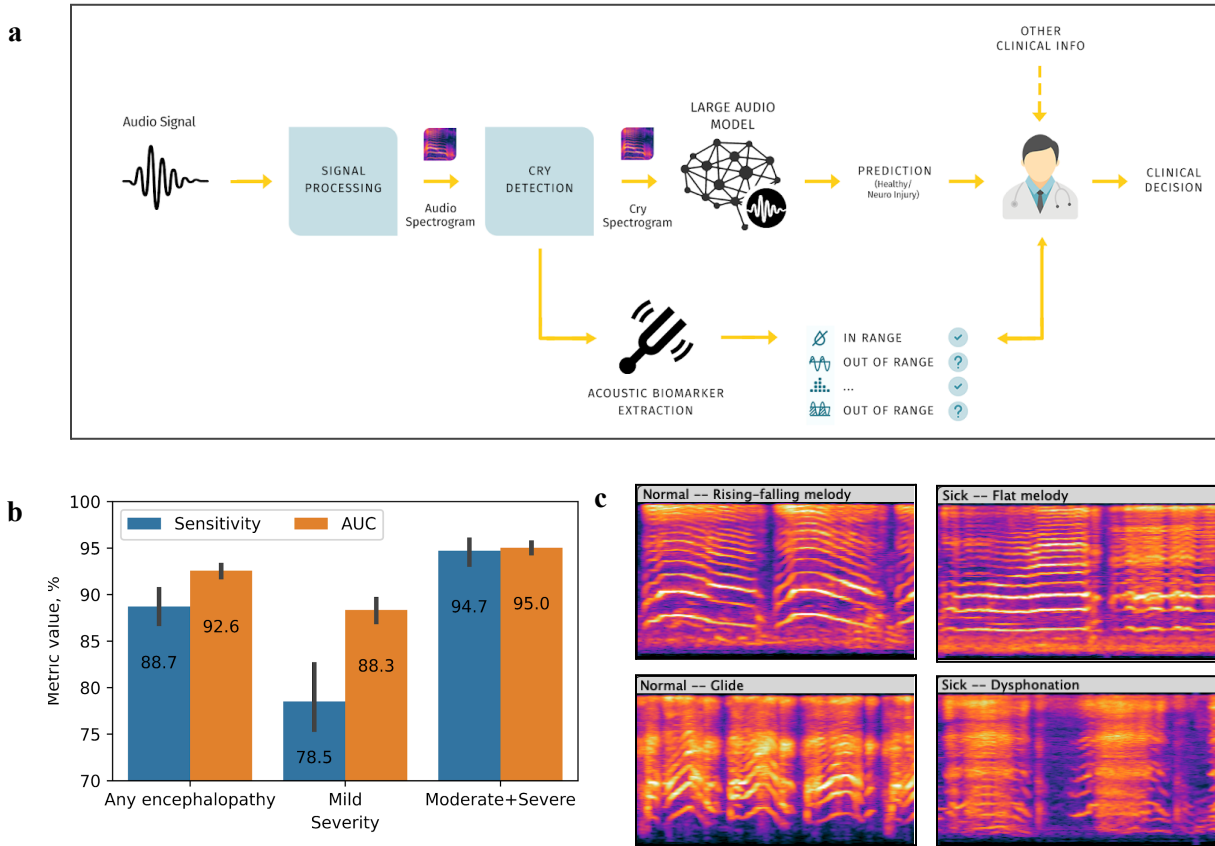 a
OTHER
CLINICAL INFO
LARGE AUDIO
MODEL
Audio Signal
SIGNAL
PROCESSING
Audio
Spectrogram
CRY
DETECTION
Cry
Spectrogram
PREDICTION
(Healthy/
Neuro Injury)
CLINICAL
DECISION
ACOUSTIC BIOMARKER
EXTRACTION
IN RANGE
OUT OF RANGE ?
...
OUT OF RANGE ?
b
Metric value, %
100
95
90
85
80
75
70
Sensitivity
AUC
88.7
92.6
78.5
88.3
94.7
95.0
Any encephalopathy
Mild
Moderate+Severe
Severity
c
Normal -- Rising-falling melody
Sick -- Flat melody
Normal -- Glide
Sick -- Dysphonation